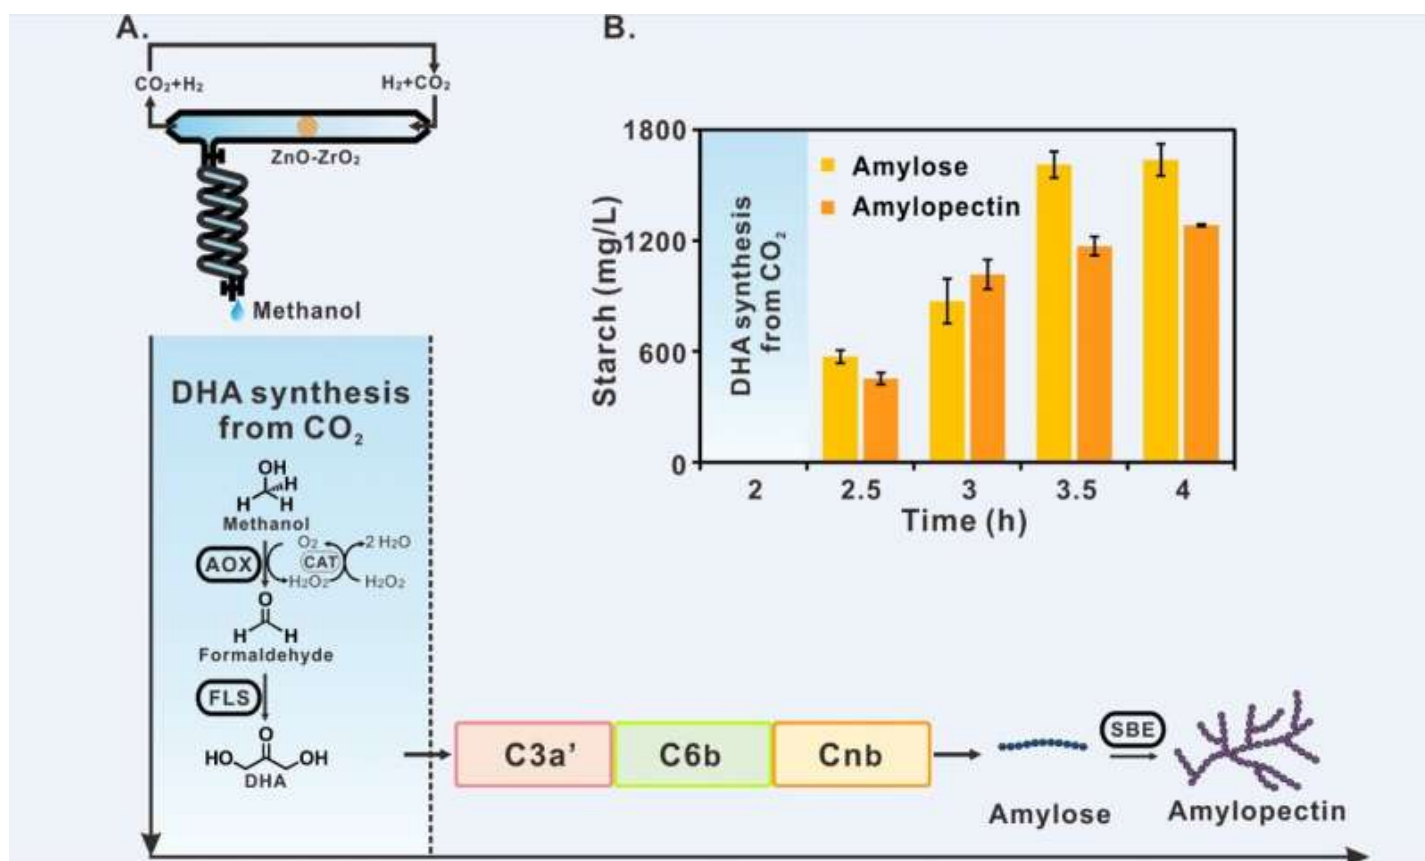 A.
CO₂+H₂
H₂+CO₂
ZnO-ZrO₂
Methanol
DHA synthesis
from CO₂
OH
H
H
H
Methanol
AOX
O₂
2 H₂O
CAT
H₂O₂
H₂O₂
O
H
H
Formaldehyde
FLS
O
HO
OH
DHA
C3a’
C6b
Cnb
SBE
Amylose
Amylopectin
B.
Starch (mg/L)
1800
1200
600
0
DHA synthesis
from CO₂
Amylose
Amylopectin
2
2.5
3
3.5
4
Time (h)